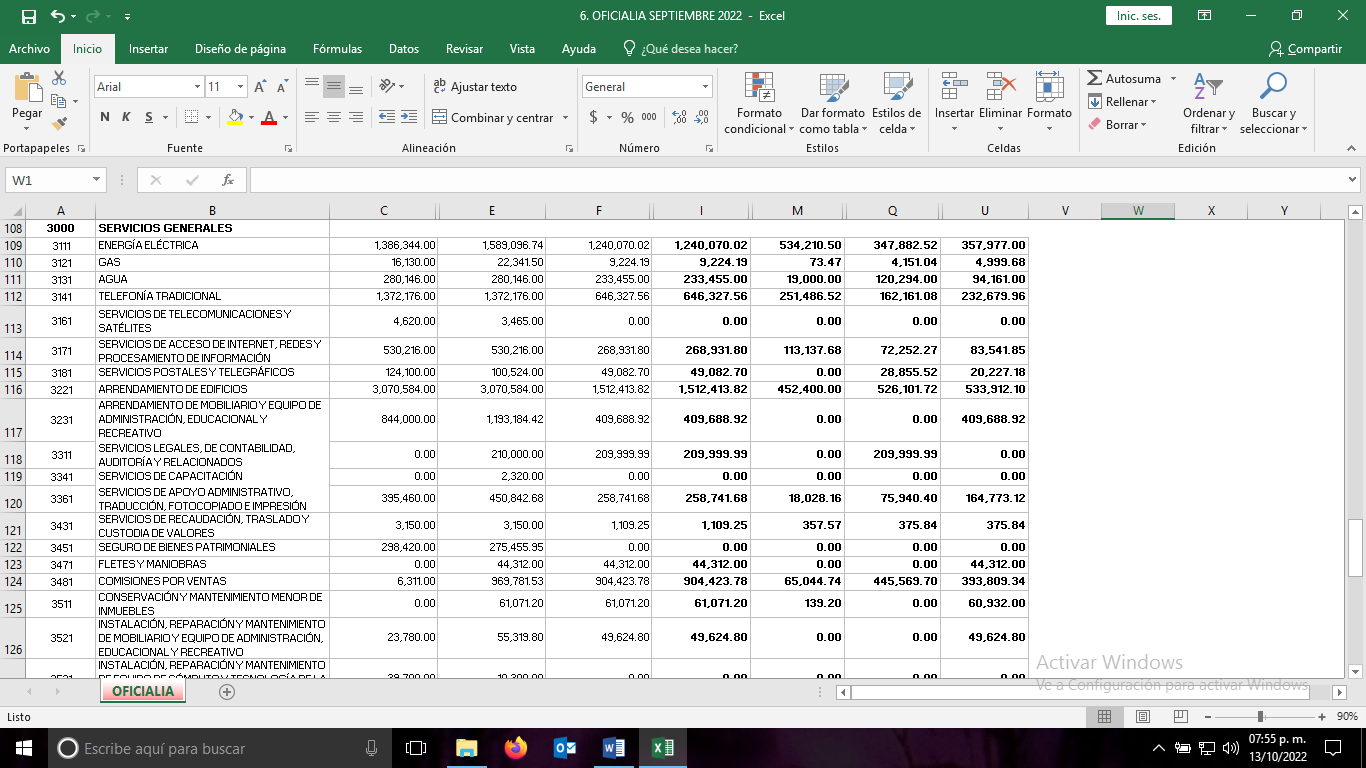 6. OFICIALIA SEPTIEMBRE 2022 - Excel
Inic. ses.
Archivo Inicio Insertar Diseño de página Fórmulas Datos Revisar Vista Ayuda ¿Qué desea hacer? Compartir
Pegar
Arial 11
N K S
Ajustar texto
Combinar y centrar
General
$ % 000
Formato condicional
Dar formato como tabla
Estilos de celda
Insertar Eliminar Formato
Autosuma
Rellenar
Borrar
Ordenar y filtrar
Buscar y seleccionar
Portapapeles Fuente Alineación Número Estilos Celdas Edición
W1 fx
A B C E F I M Q U V W X Y
108 3000 SERVICIOS GENERALES
109 3111 ENERGÍA ELÉCTRICA 1,386,344.00 1,589,096.74 1,240,070.02 1,240,070.02 534,210.50 347,882.52 357,977.00
110 3121 GAS 16,130.00 22,341.50 9,224.19 9,224.19 73.47 4,151.04 4,999.68
111 3131 AGUA 280,146.00 280,146.00 233,455.00 233,455.00 19,000.00 120,294.00 94,161.00
112 3141 TELEFONÍA TRADICIONAL 1,372,176.00 1,372,176.00 646,327.56 646,327.56 251,486.52 162,161.08 232,679.96
113 3161 SERVICIOS DE TELECOMUNICACIONES Y
SATÉLITES 4,620.00 3,465.00 0.00 0.00 0.00 0.00 0.00
114 3171 SERVICIOS DE ACCESO DE INTERNET, REDES Y
PROCESAMIENTO DE INFORMACIÓN 530,216.00 530,216.00 268,931.80 268,931.80 113,137.68 72,252.27 83,541.85
115 3181 SERVICIOS POSTALES Y TELEGRÁFICOS 124,100.00 100,524.00 49,082.70 49,082.70 0.00 28,855.52 20,227.18
116 3221 ARRENDAMIENTO DE EDIFICIOS 3,070,584.00 3,070,584.00 1,512,413.82 1,512,413.82 452,400.00 526,101.72 533,912.10
117 3231 ARRENDAMIENTO DE MOBILIARIO Y EQUIPO DE
ADMINISTRACIÓN, EDUCACIONAL Y
RECREATIVO 844,000.00 1,193,184.42 409,688.92 409,688.92 0.00 0.00 409,688.92
118 3311 SERVICIOS LEGALES, DE CONTABILIDAD,
AUDITORÍA Y RELACIONADOS 0.00 210,000.00 209,999.99 209,999.99 0.00 209,999.99 0.00
119 3341 SERVICIOS DE CAPACITACIÓN 0.00 2,320.00 0.00 0.00 0.00 0.00 0.00
120 3361 SERVICIOS DE APOYO ADMINISTRATIVO,
TRADUCCIÓN, FOTOCOPIADO E IMPRESIÓN 395,460.00 450,842.68 258,741.68 258,741.68 18,028.16 75,940.40 164,773.12
121 3431 SERVICIOS DE RECAUDACIÓN, TRASLADO Y
CUSTODIA DE VALORES 3,150.00 3,150.00 1,109.25 1,109.25 357.57 375.84 375.84
122 3451 SEGURO DE BIENES PATRIMONIALES 298,420.00 275,455.95 0.00 0.00 0.00 0.00 0.00
123 3471 FLETES Y MANIOBRAS 0.00 44,312.00 44,312.00 44,312.00 0.00 0.00 44,312.00
124 3481 COMISIONES POR VENTAS 6,311.00 969,781.53 904,423.78 904,423.78 65,044.74 445,569.70 393,809.34
125 3511 CONSERVACIÓN Y MANTENIMIENTO MENOR DE
INMUEBLES 0.00 61,071.20 61,071.20 61,071.20 139.20 0.00 60,932.00
126 3521 INSTALACIÓN, REPARACIÓN Y MANTENIMIENTO
DE MOBILIARIO Y EQUIPO DE ADMINISTRACIÓN,
EDUCACIONAL Y RECREATIVO 23,780.00 55,319.80 49,624.80 49,624.80 0.00 0.00 49,624.80
INSTALACIÓN, REPARACIÓN Y MANTENIMIENTO
Activar Windows
Ve a Configuración para activar Windows.
OFICIALIA
Listo 90%
Escribe aquí para buscar
07:55 p. m.
13/10/2022